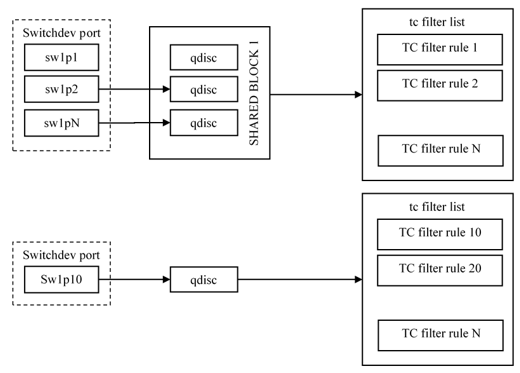 Switchdev port
sw1p1
sw1p2
sw1pN
qdisc
qdisc
qdisc
SHARED BLOCK 1
tc filter list
TC filter rule 1
TC filter rule 2
TC filter rule N
Switchdev port
Sw1p10
qdisc
tc filter list
TC filter rule 10
TC filter rule 20
TC filter rule N